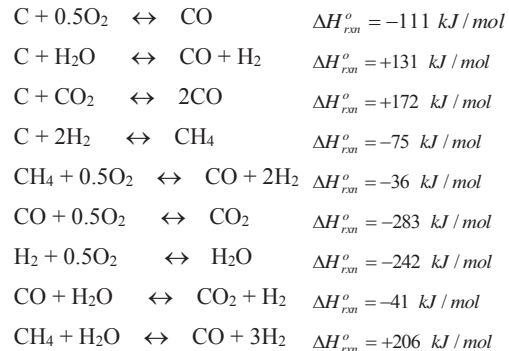 C + 0.5O₂ ↔ CO ΔH°ᵣₓₙ = −111 kJ / mol
C + H₂O ↔ CO + H₂ ΔH°ᵣₓₙ = +131 kJ / mol
C + CO₂ ↔ 2CO ΔH°ᵣₓₙ = +172 kJ / mol
C + 2H₂ ↔ CH₄ ΔH°ᵣₓₙ = −75 kJ / mol
CH₄ + 0.5O₂ ↔ CO + 2H₂ ΔH°ᵣₓₙ = −36 kJ / mol
CO + 0.5O₂ ↔ CO₂ ΔH°ᵣₓₙ = −283 kJ / mol
H₂ + 0.5O₂ ↔ H₂O ΔH°ᵣₓₙ = −242 kJ / mol
CO + H₂O ↔ CO₂ + H₂ ΔH°ᵣₓₙ = −41 kJ / mol
CH₄ + H₂O ↔ CO + 3H₂ ΔH°ᵣₓₙ = +206 kJ / mol